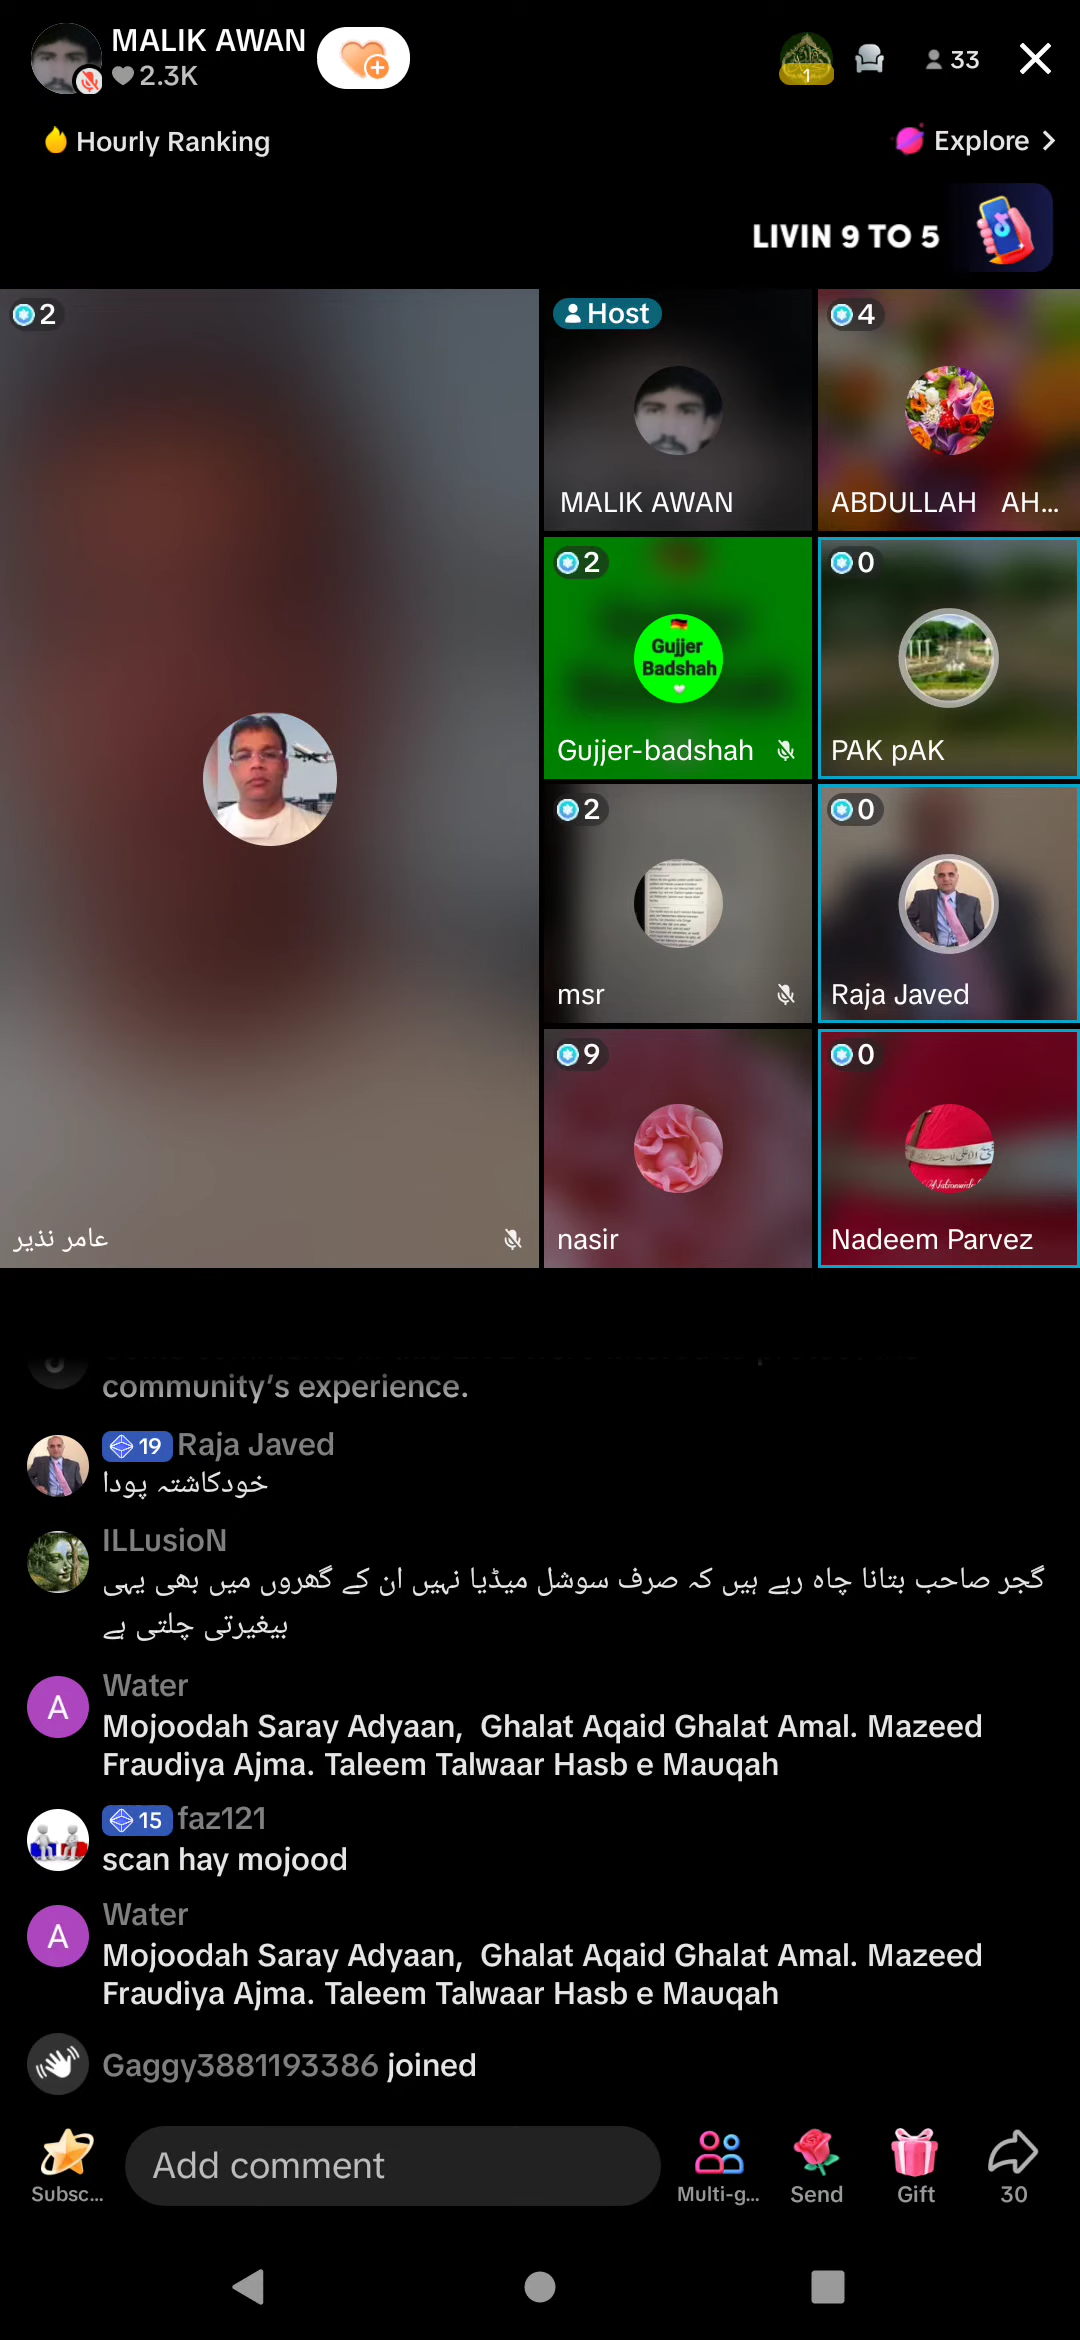 MALIK AWAN
2.3K
1
33
Hourly Ranking
Explore
LIVIN 9 TO 5
2
Host
MALIK AWAN
4
ABDULLAH AH...
2
Gujjer
Badshah
Gujjer-badshah
0
PAK pAK
2
msr
0
Raja Javed
9
nasir
0
Nadeem Parvez
عامر نذیر
community's experience.
19 Raja Javed
خودکاشتہ پودا
ILLusioN
گجر صاحب بتانا چاہ رہے ہیں کہ صرف سوشل میڈیا نہیں ان کے گھروں میں بھی یہی
بیغیرتی چلتی ہے
A
Water
Mojoodah Saray Adyaan, Ghalat Aqaid Ghalat Amal. Mazeed
Fraudiya Ajma. Taleem Talwaar Hasb e Mauqah
15 faz121
scan hay mojood
A
Water
Mojoodah Saray Adyaan, Ghalat Aqaid Ghalat Amal. Mazeed
Fraudiya Ajma. Taleem Talwaar Hasb e Mauqah
Gaggy3881193386 joined
Add comment
Subsc...
Multi-g...
Send
Gift
30